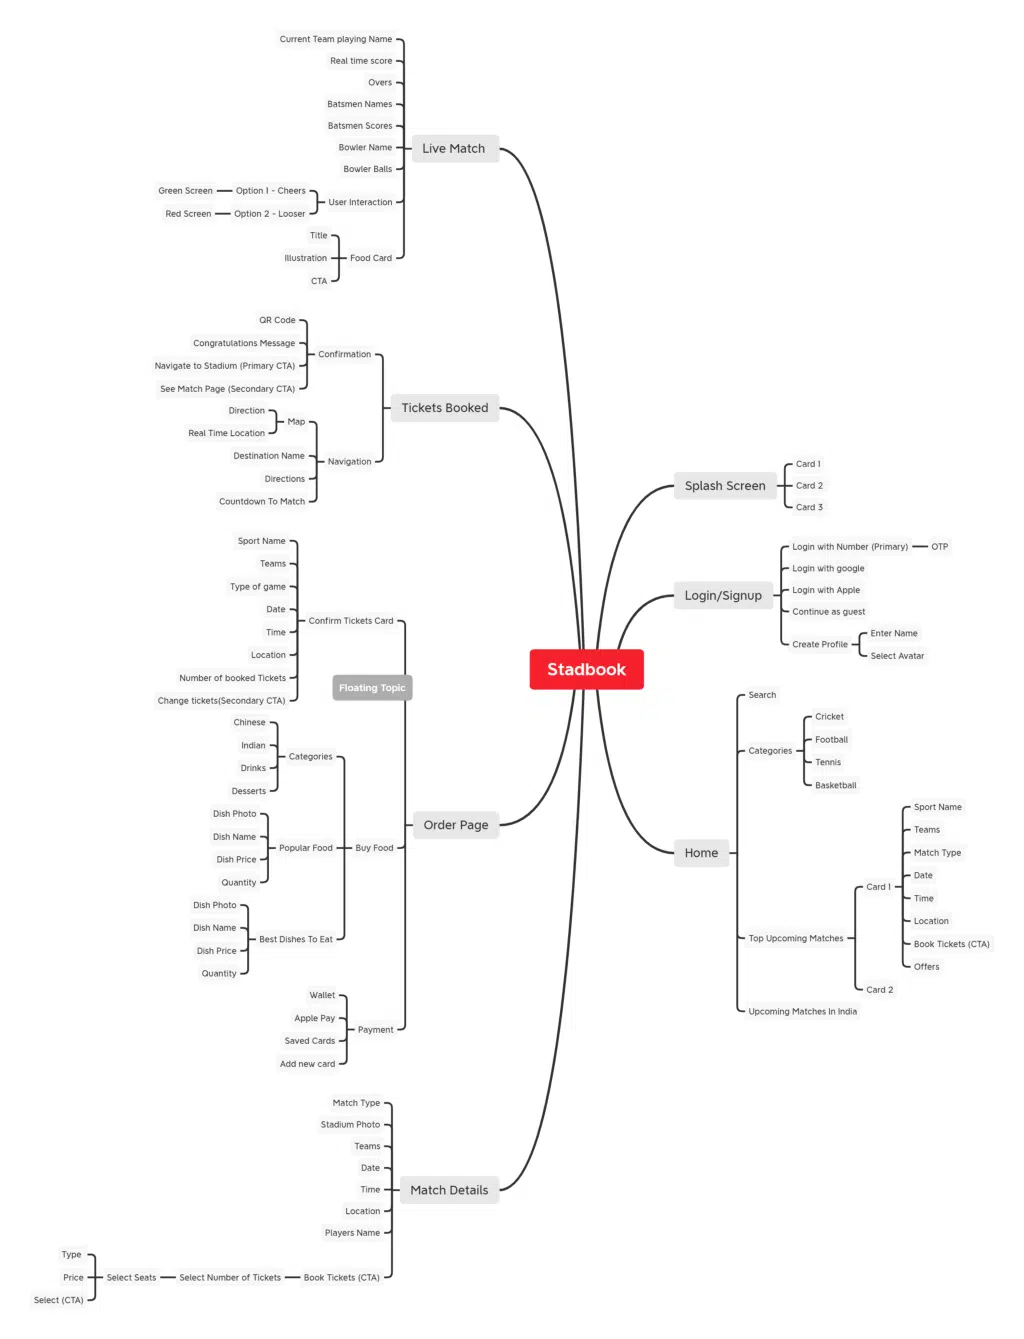 Current Team playing Name
Real time score
Overs
Batsmen Names
Batsmen Scores
Bowler Name
Bowler Balls
Live Match
Green Screen
Option 1 - Cheers
Red Screen
Option 2 - Looser
User Interaction
Title
Illustration
CTA
Food Card
QR Code
Congratulations Message
Navigate to Stadium (Primary CTA)
See Match Page (Secondary CTA)
Confirmation
Tickets Booked
Direction
Real Time Location
Map
Destination Name
Directions
Countdown To Match
Navigation
Sport Name
Teams
Type of game
Date
Time
Location
Number of booked Tickets
Change tickets(Secondary CTA)
Confirm Tickets Card
Floating Topic
Chinese
Indian
Drinks
Desserts
Categories
Dish Photo
Dish Name
Dish Price
Quantity
Popular Food
Buy Food
Order Page
Dish Photo
Dish Name
Dish Price
Quantity
Best Dishes To Eat
Wallet
Apple Pay
Saved Cards
Add new card
Payment
Match Type
Stadium Photo
Teams
Date
Time
Location
Players Name
Match Details
Type
Price
Select (CTA)
Select Seats
Select Number of Tickets
Book Tickets (CTA)
Stadbook
Splash Screen
Card 1
Card 2
Card 3
Login/Signup
Login with Number (Primary)
OTP
Login with google
Login with Apple
Continue as guest
Create Profile
Enter Name
Select Avatar
Home
Search
Categories
Cricket
Football
Tennis
Basketball
Top Upcoming Matches
Card 1
Sport Name
Teams
Match Type
Date
Time
Location
Book Tickets (CTA)
Offers
Card 2
Upcoming Matches In India